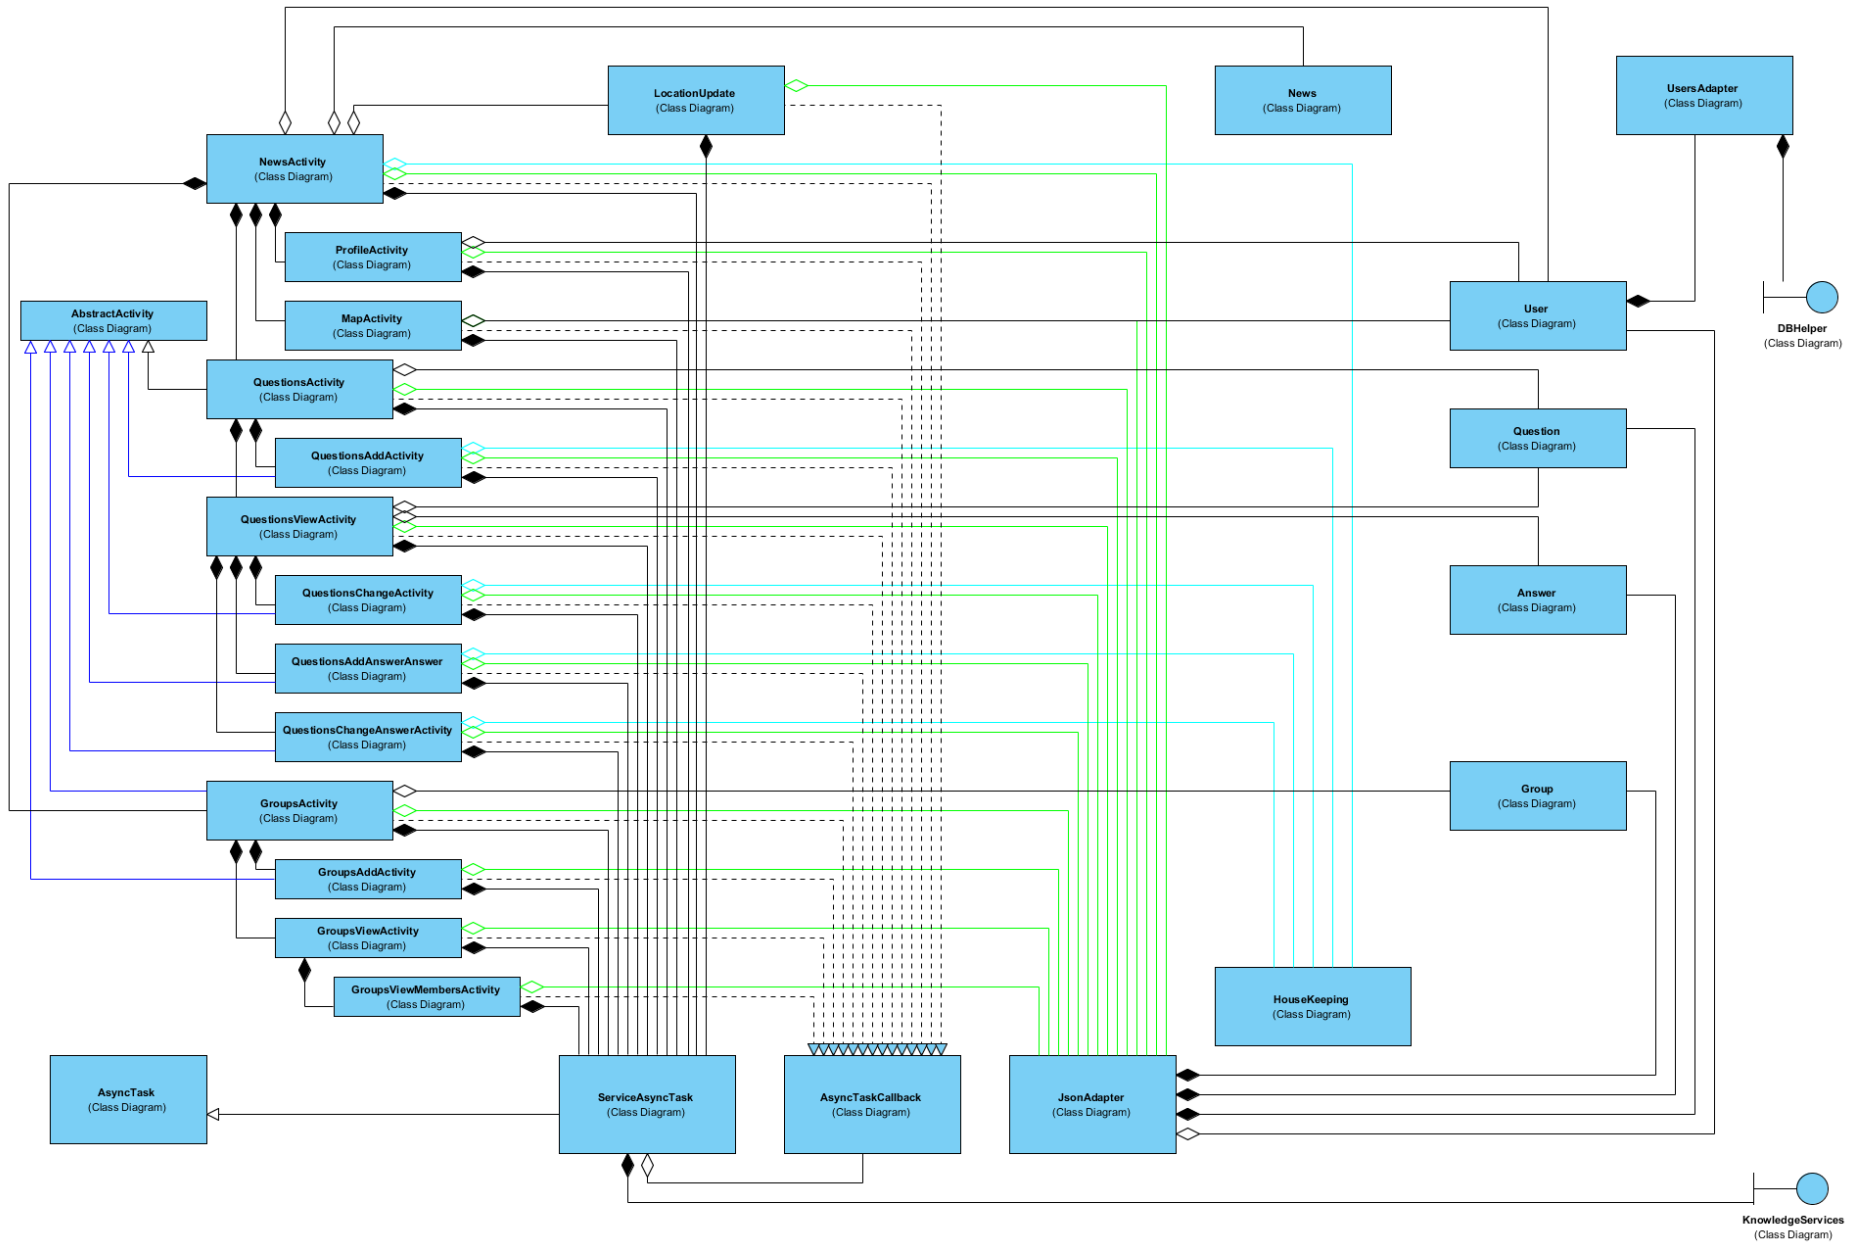 LocationUpdate
(Class Diagram)
News
(Class Diagram)
UsersAdapter
(Class Diagram)
NewsActivity
(Class Diagram)
ProfileActivity
(Class Diagram)
AbstractActivity
(Class Diagram)
MapActivity
(Class Diagram)
User
(Class Diagram)
DBHelper
(Class Diagram)
QuestionsActivity
(Class Diagram)
Question
(Class Diagram)
QuestionsAddActivity
(Class Diagram)
QuestionsViewActivity
(Class Diagram)
QuestionsChangeActivity
(Class Diagram)
Answer
(Class Diagram)
QuestionsAddAnswerAnswer
(Class Diagram)
QuestionsChangeAnswerActivity
(Class Diagram)
GroupsActivity
(Class Diagram)
Group
(Class Diagram)
GroupsAddActivity
(Class Diagram)
GroupsViewActivity
(Class Diagram)
GroupsViewMembersActivity
(Class Diagram)
HouseKeeping
(Class Diagram)
AsyncTask
(Class Diagram)
ServiceAsyncTask
(Class Diagram)
AsyncTaskCallback
(Class Diagram)
JsonAdapter
(Class Diagram)
KnowledgeServices
(Class Diagram)